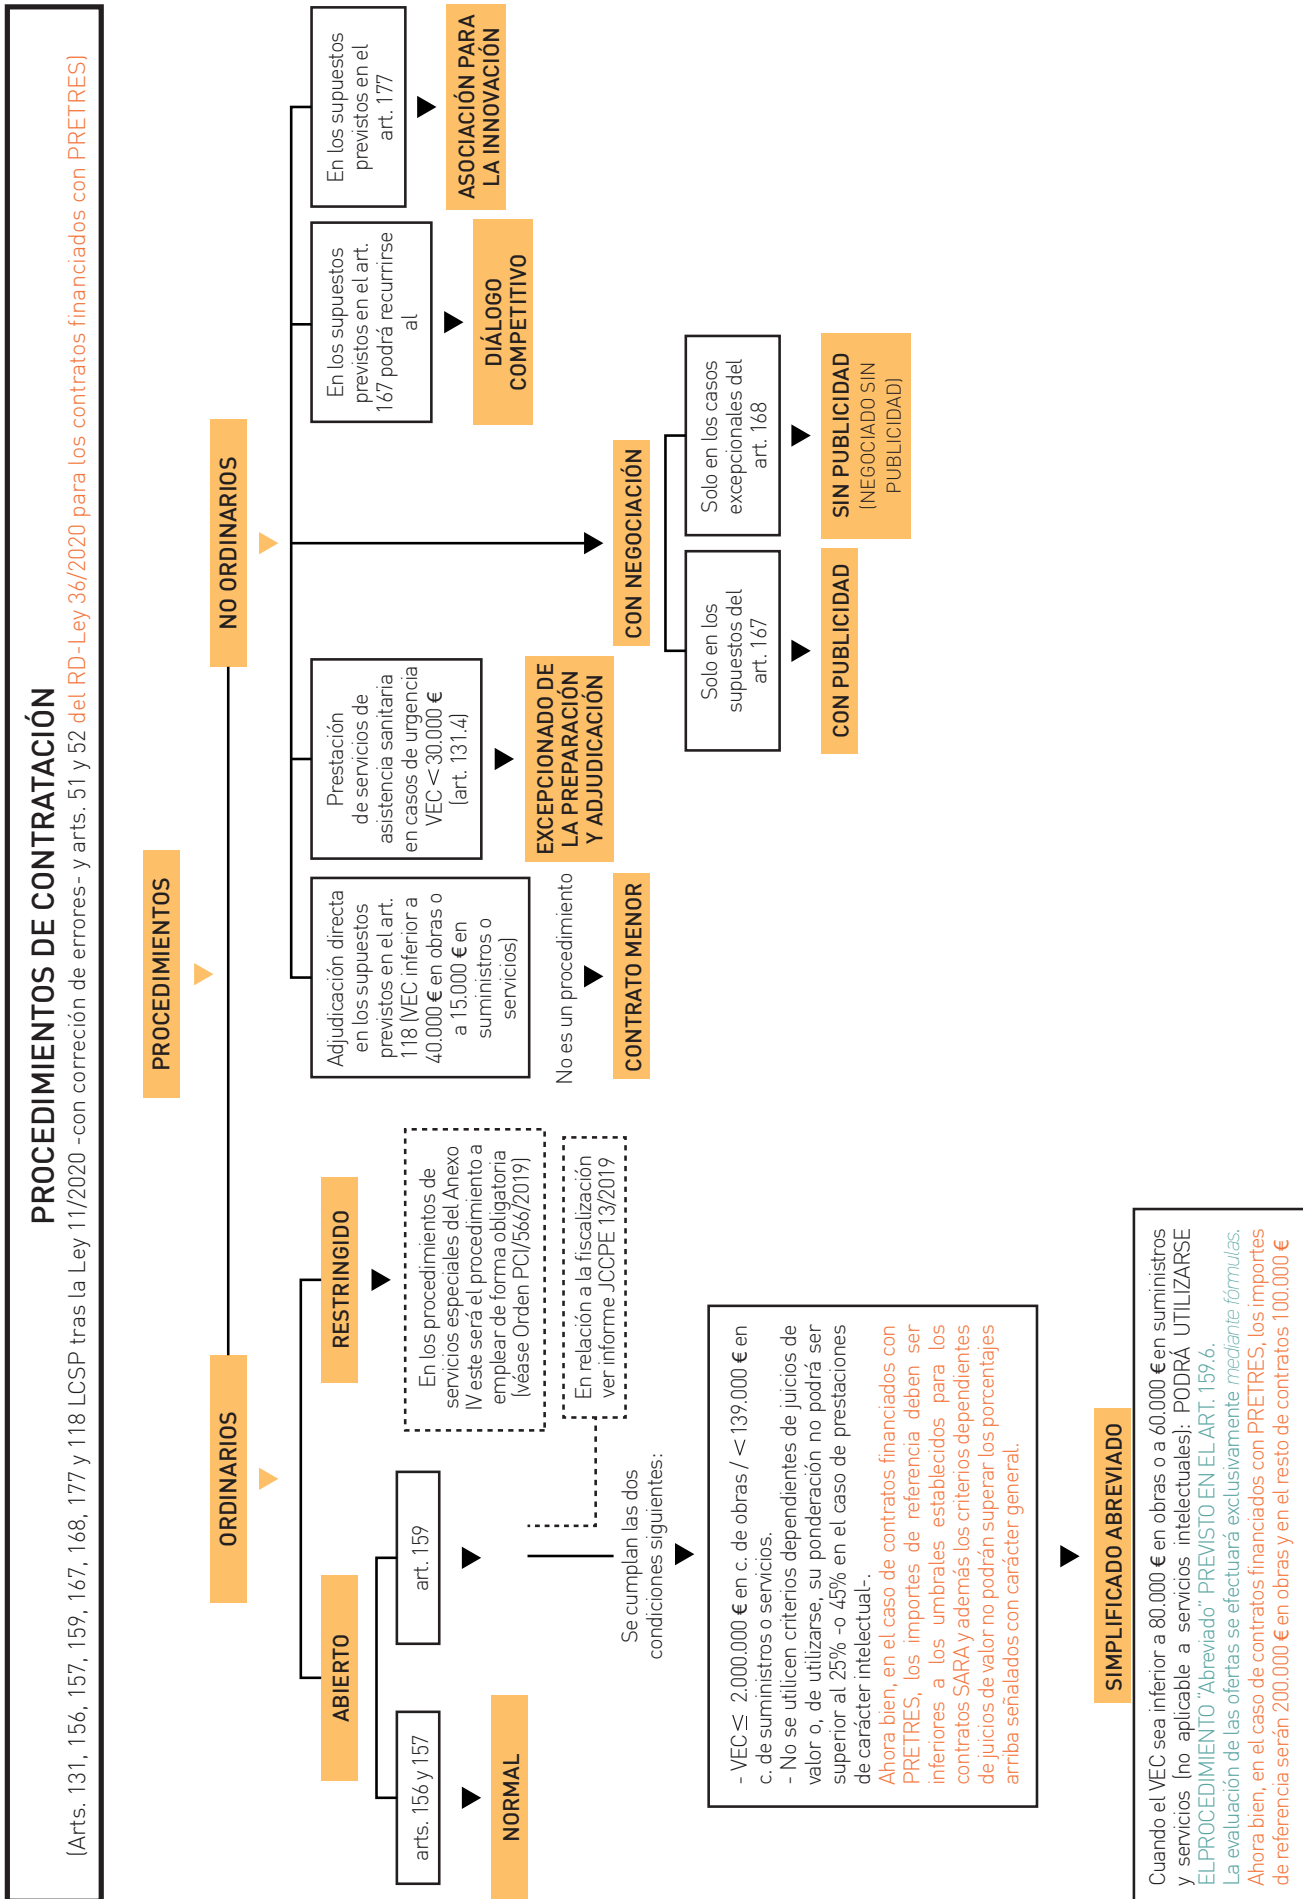 PROCEDIMIENTOS DE CONTRATACIÓN
(Arts. 131, 156, 157, 159, 167, 168, 177 y 118 LCSP tras la Ley 11/2020 -con correción de errores- y arts. 51 y 52 del RD-Ley 36/2020 para los contratos financiados con PRETRES)
PROCEDIMIENTOS
ORDINARIOS
NO ORDINARIOS
ABIERTO
RESTRINGIDO
arts. 156 y 157
NORMAL
art. 159
En los procedimientos de
servicios especiales del Anexo
IV este será el procedimiento a
emplear de forma obligatoria
(véase Orden PCI/566/2019)
En relación a la fiscalización
ver informe JCCPE 13/2019
Se cumplan las dos
condiciones siguientes:
- VEC ≤ 2.000.000 € en c. de obras / < 139.000 € en
c. de suministros o servicios.
- No se utilicen criterios dependientes de juicios de
valor o, de utilizarse, su ponderación no podrá ser
superior al 25% -o 45% en el caso de prestaciones
de carácter intelectual-.
Ahora bien, en el caso de contratos financiados con
PRETRES, los importes de referencia deben ser
inferiores a los umbrales establecidos para los
contratos SARA y además los criterios dependientes
de juicios de valor no podrán superar los porcentajes
arriba señalados con carácter general.
SIMPLIFICADO ABREVIADO
Cuando el VEC sea inferior a 80.000 € en obras o a 60.000 € en suministros
y servicios (no aplicable a servicios intelectuales): PODRÁ UTILIZARSE
ELPROCEDIMIENTO "Abreviado" PREVISTO EN EL ART. 159.6.
La evaluación de las ofertas se efectuará exclusivamente mediante fórmulas.
Ahora bien, en el caso de contratos financiados con PRETRES, los importes
de referencia serán 200.000 € en obras y en el resto de contratos 100.000 €
Adjudicación directa
en los supuestos
previstos en el art.
118 (VEC inferior a
40.000 € en obras o
a 15.000 € en
suministros o
servicios)
No es un procedimiento
CONTRATO MENOR
Prestación
de servicios de
asistencia sanitaria
en casos de urgencia
VEC < 30.000 €
(art. 131.4)
EXCEPCIONADO DE
LA PREPARACIÓN
Y ADJUDICACIÓN
CON NEGOCIACIÓN
Solo en los
supuestos del
art. 167
CON PUBLICIDAD
Solo en los casos
excepcionales del
art. 168
SIN PUBLICIDAD
(NEGOCIADO SIN
PUBLICIDAD)
En los supuestos
previstos en el art.
167 podrá recurrirse
al
DIÁLOGO
COMPETITIVO
En los supuestos
previstos en el
art. 177
ASOCIACIÓN PARA
LA INNOVACIÓN